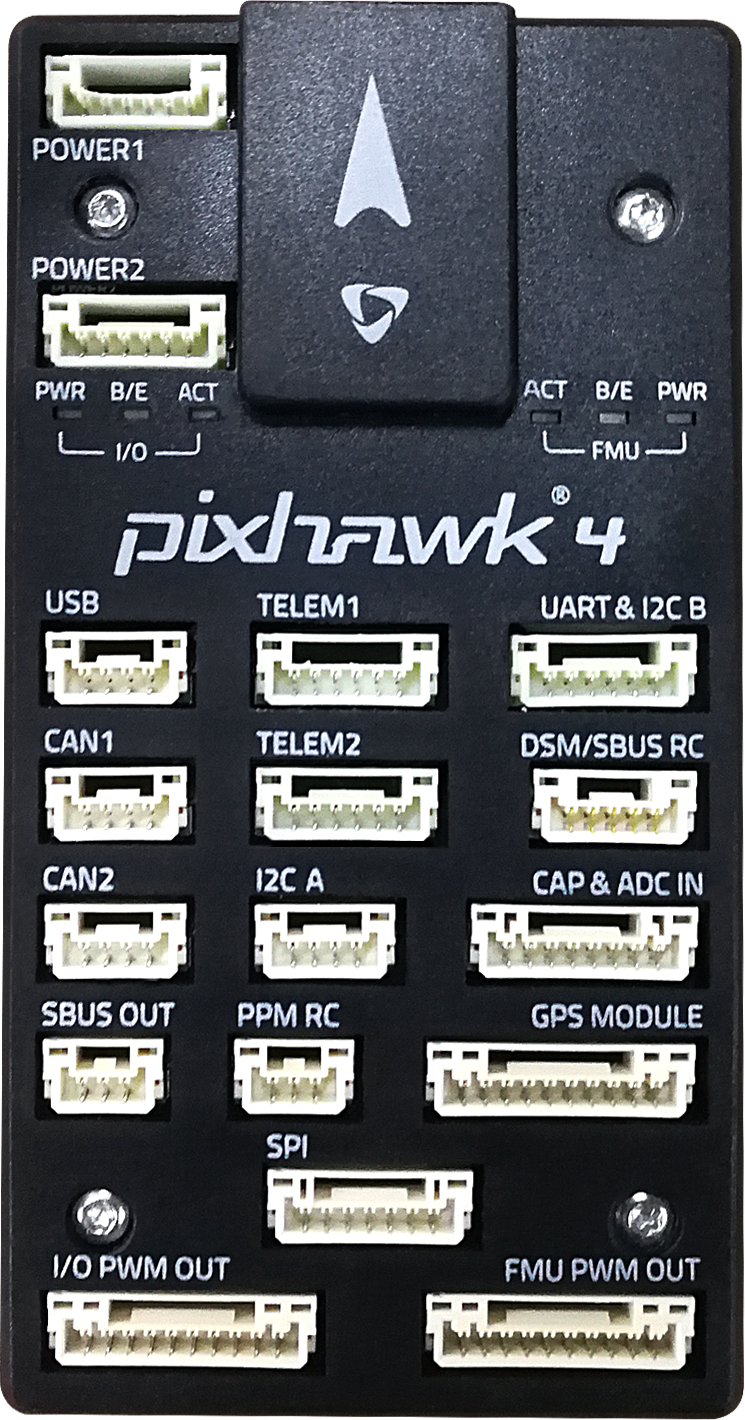 POWER1
POWER2
PWR B/E ACT
I/O
ACT B/E PWR
FMU
pixhawk® 4
USB TELEM1 UART & I2C B
CAN1 TELEM2 DSM/SBUS RC
CAN2 I2C A CAP & ADC IN
SBUS OUT PPM RC GPS MODULE
SPI
I/O PWM OUT FMU PWM OUT